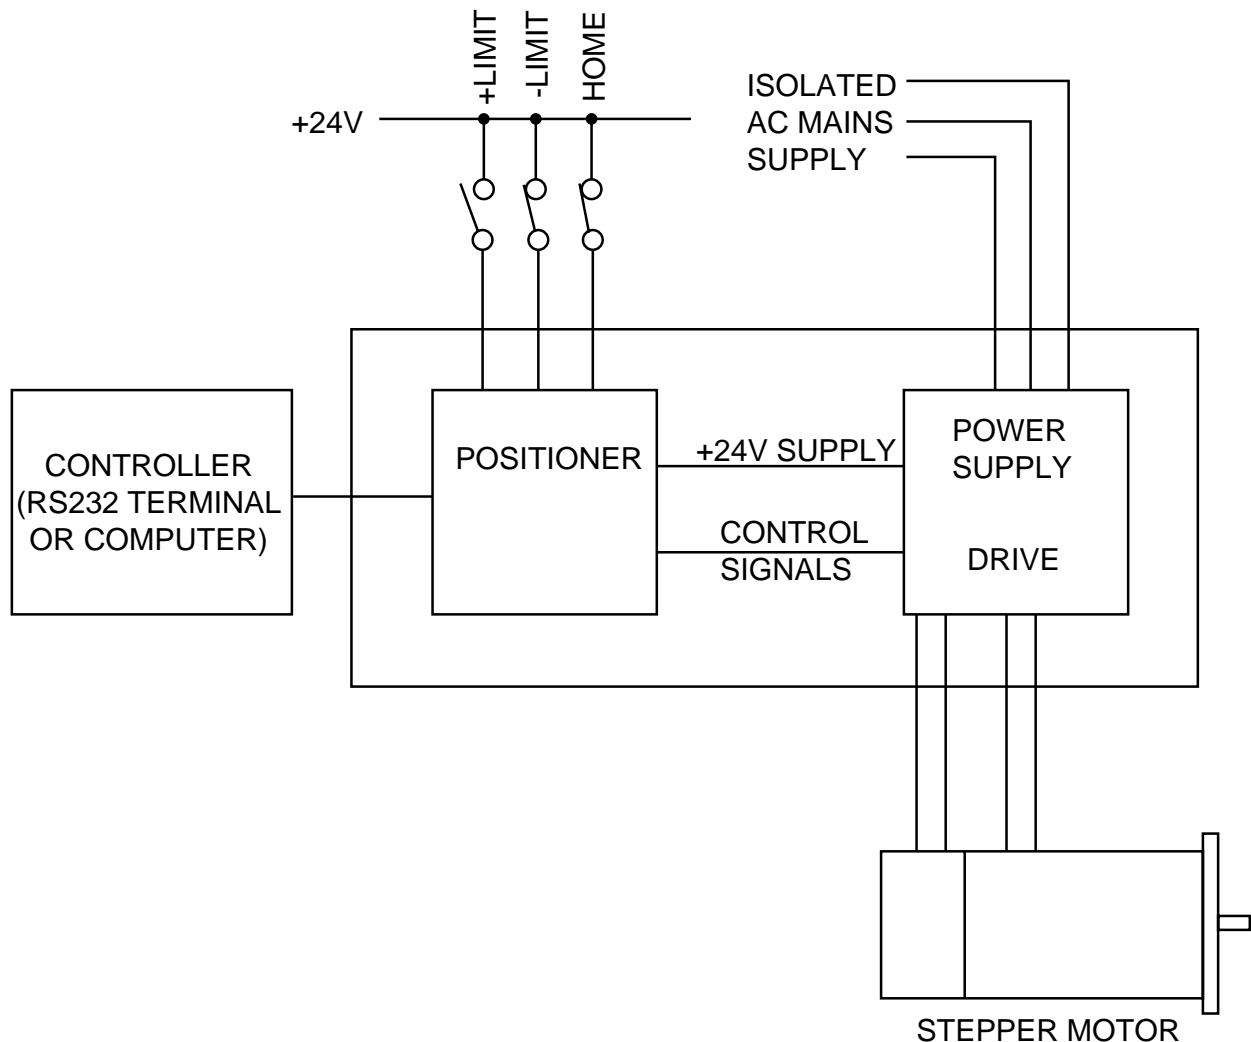 +LIMIT
-LIMIT
HOME
+24V
ISOLATED
AC MAINS
SUPPLY
CONTROLLER
(RS232 TERMINAL
OR COMPUTER)
POSITIONER
+24V SUPPLY
CONTROL
SIGNALS
POWER
SUPPLY
DRIVE
STEPPER MOTOR